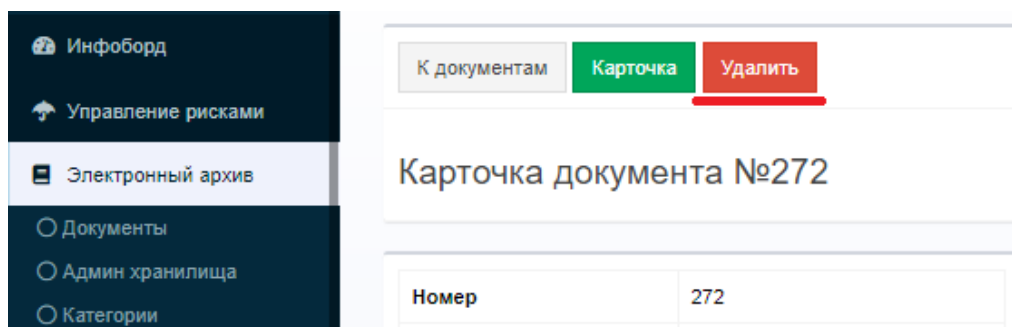 Инфоборд
Управление рисками
Электронный архив
Документы
Админ хранилища
Категории
К документам Карточка Удалить
Карточка документа №272
Номер 272